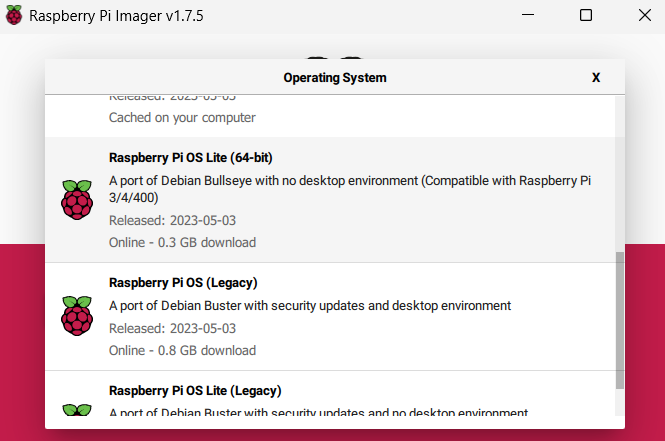 Raspberry Pi Imager v1.7.5
Operating System
X
Released: 2023-05-03
Cached on your computer
Raspberry Pi OS Lite (64-bit)
A port of Debian Bullseye with no desktop environment (Compatible with Raspberry Pi
3/4/400)
Released: 2023-05-03
Online - 0.3 GB download
Raspberry Pi OS (Legacy)
A port of Debian Buster with security updates and desktop environment
Released: 2023-05-03
Online - 0.8 GB download
Raspberry Pi OS Lite (Legacy)
A port of Debian Buster with security updates and no desktop environment